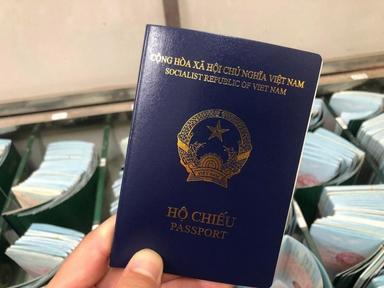 CỘNG HÒA XÃ HỘI CHỦ NGHĨA VIỆT NAM
SOCIALIST REPUBLIC OF VIET NAM
HỘ CHIẾU
PASSPORT